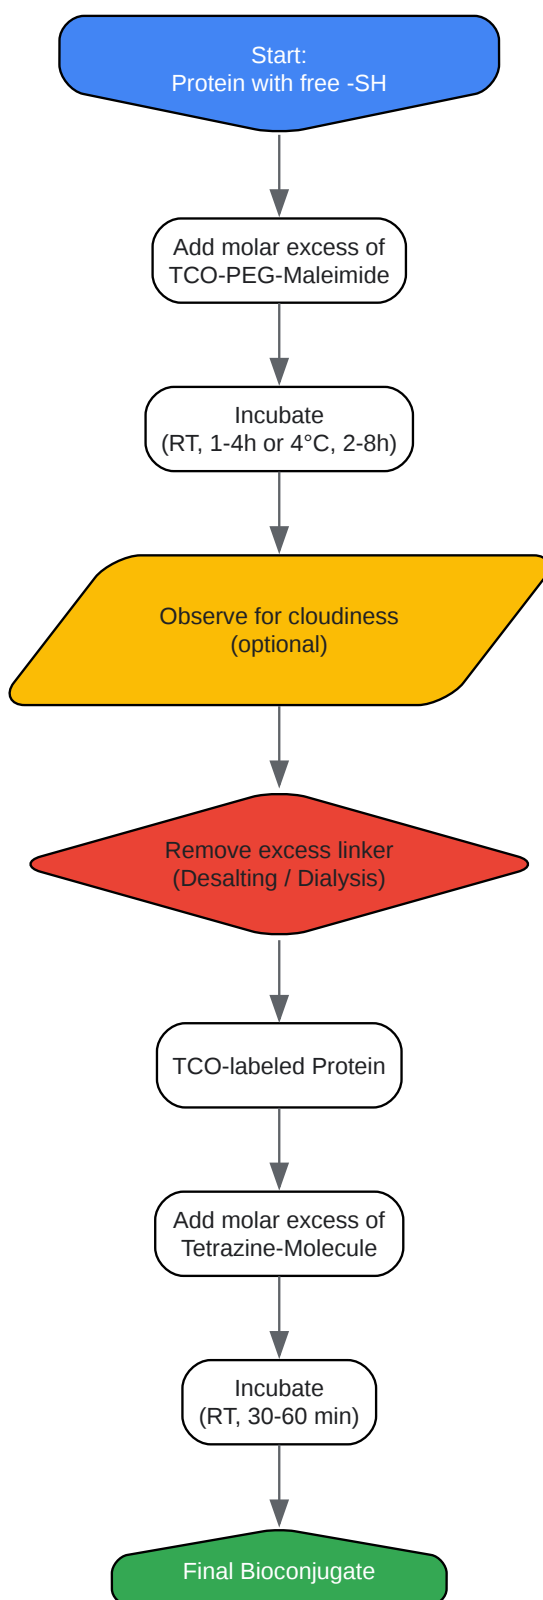 Start:
Protein with free -SH
Add molar excess of
TCO-PEG-Maleimide
Incubate
(RT, 1-4h or 4°C, 2-8h)
Observe for cloudiness
(optional)
Remove excess linker
(Desalting / Dialysis)
TCO-labeled Protein
Add molar excess of
Tetrazine-Molecule
Incubate
(RT, 30-60 min)
Final Bioconjugate